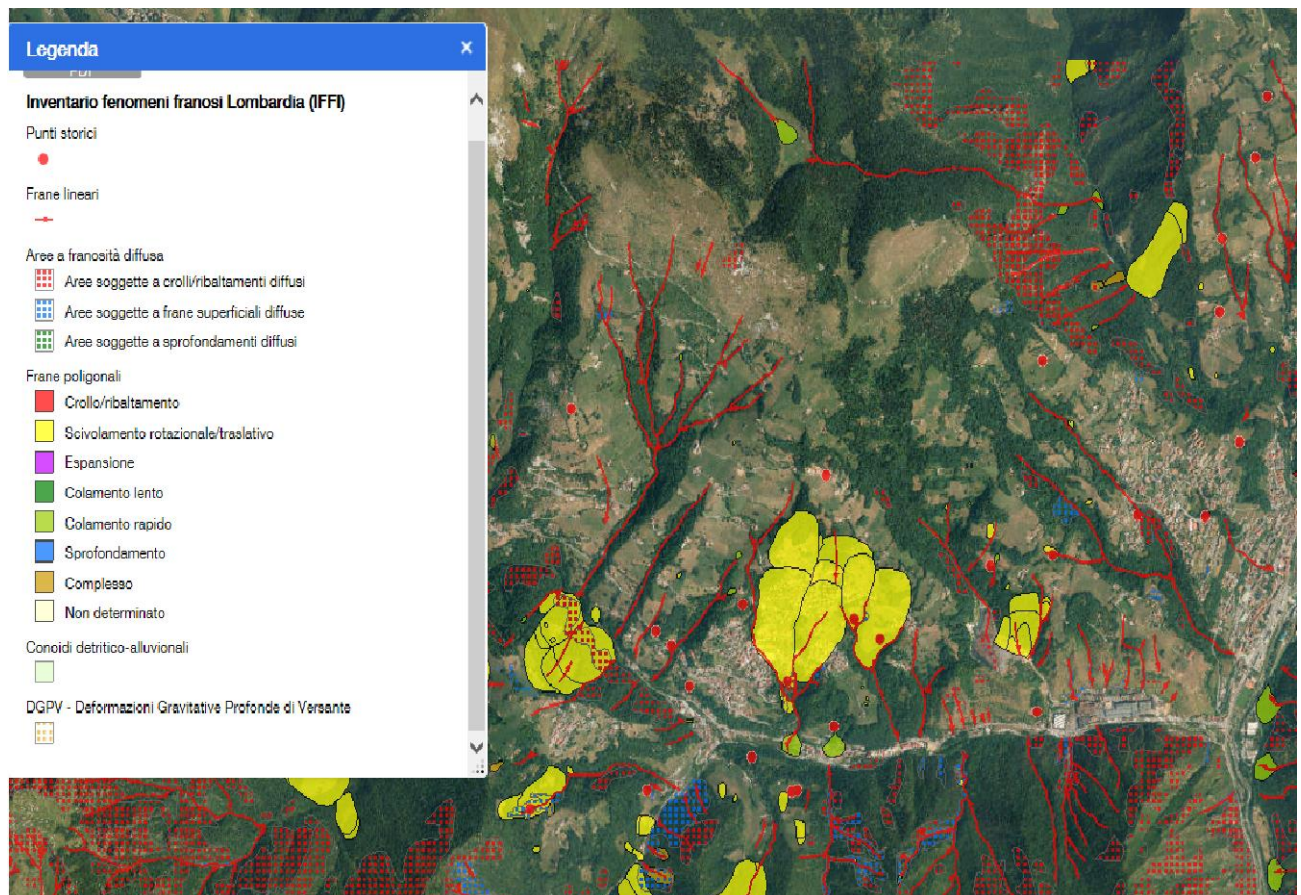 Legenda
×
PDF
Inventario fenomeni franosi Lombardia (IFFI)
Punti storici
Frane lineari
Aree a franosità diffusa
Aree soggette a crolli/ribaltamenti diffusi
Aree soggette a frane superficiali diffuse
Aree soggette a sprofondamenti diffusi
Frane poligonali
Crollo/ribaltamento
Scivolamento rotazionale/traslativo
Espansione
Colamento lento
Colamento rapido
Sprofondamento
Complesso
Non determinato
Conoidi detritico-alluvionali
DGPV - Deformazioni Gravitative Profonde di Versante